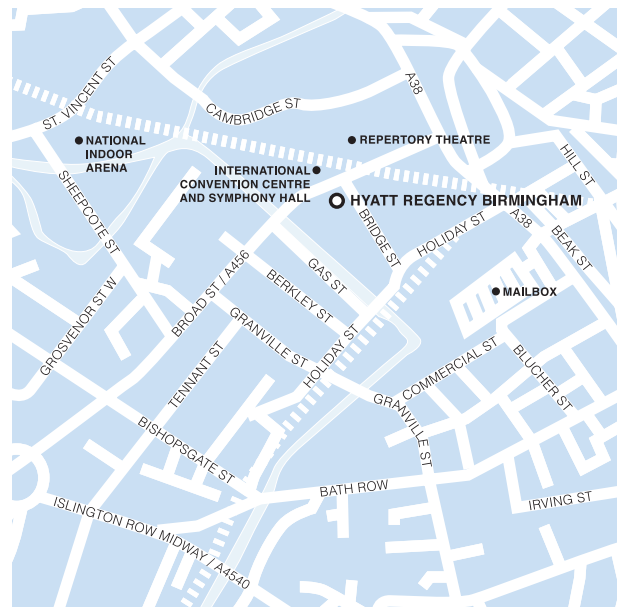 A38
ST. VINCENT ST
CAMBRIDGE ST
NATIONAL
INDOOR
ARENA
REPERTORY THEATRE
HILL ST
INTERNATIONAL
CONVENTION CENTRE
AND SYMPHONY HALL
HYATT REGENCY BIRMINGHAM
SHEEPCOTE ST
BRIDGE ST
HOLIDAY ST
A38
BEAK ST
GAS ST
BROAD ST / A456
BERKLEY ST
MAILBOX
GROSVENOR ST W
GRANVILLE ST
HOLIDAY ST
TENNANT ST
COMMERCIAL ST
BLUCHER ST
GRANVILLE ST
BISHOPSGATE ST
BATH ROW
IRVING ST
ISLINGTON ROW MIDWAY / A4540